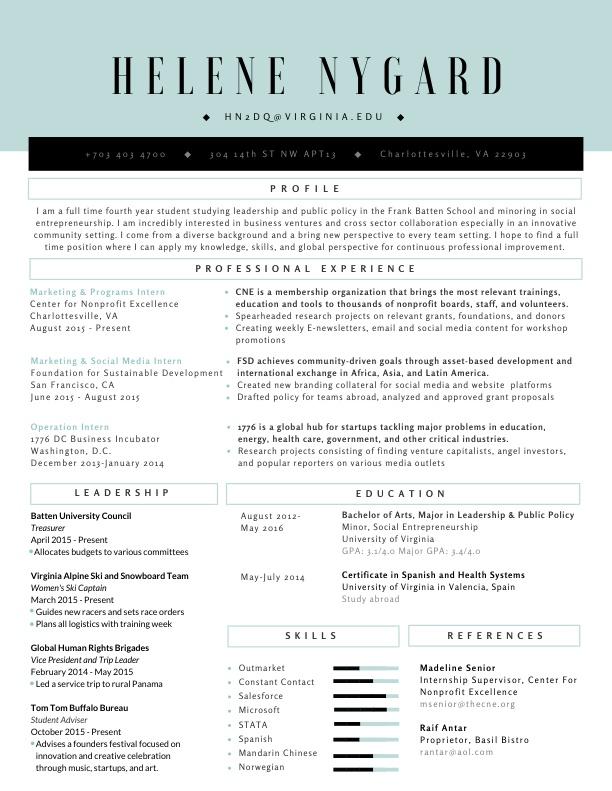 HELENE NYGARD
◆ HN2DQ@VIRGINIA.EDU ◆
+703 403 4700 ◆ 304 14th ST NW APT13 ◆ Charlottesville, VA 22903
PROFILE
I am a full time fourth year student studying leadership and public policy in the Frank Batten School and minoring in social
entrepreneurship. I am incredibly interested in business ventures and cross sector collaboration especially in an innovative
community setting. I come from a diverse background and a bring new perspective to every team setting. I hope to find a full
time position where I can apply my knowledge, skills, and global perspective for continuous professional improvement.
PROFESSIONAL EXPERIENCE
Marketing & Programs Intern
Center for Nonprofit Excellence
Charlottesville, VA
August 2015 - Present
• CNE is a membership organization that brings the most relevant trainings,
education and tools to thousands of nonprofit boards, staff, and volunteers.
• Spearheaded research projects on relevant grants, foundations, and donors
• Creating weekly E-newsletters, email and social media content for workshop
promotions
Marketing & Social Media Intern
Foundation for Sustainable Development
San Francisco, CA
June 2015 - August 2015
• FSD achieves community-driven goals through asset-based development and
international exchange in Africa, Asia, and Latin America.
• Created new branding collateral for social media and website platforms
• Drafted policy for teams abroad, analyzed and approved grant proposals
Operation Intern
1776 DC Business Incubator
Washington, D.C.
December 2013-January 2014
• 1776 is a global hub for startups tackling major problems in education,
energy, health care, government, and other critical industries.
• Research projects consisting of finding venture capitalists, angel investors,
and popular reporters on various media outlets
LEADERSHIP
Batten University Council
Treasurer
April 2015 - Present
• Allocates budgets to various committees
Virginia Alpine Ski and Snowboard Team
Women's Ski Captain
March 2015 - Present
• Guides new racers and sets race orders
• Plans all logistics with training week
Global Human Rights Brigades
Vice President and Trip Leader
February 2014 - May 2015
• Led a service trip to rural Panama
Tom Tom Buffalo Bureau
Student Adviser
October 2015 - Present
• Advises a founders festival focused on
innovation and creative celebration
through music, startups, and art.
EDUCATION
August 2012-
May 2016
Bachelor of Arts, Major in Leadership & Public Policy
Minor, Social Entrepreneurship
University of Virginia
GPA: 3.1/4.0 Major GPA: 3.4/4.0
May-July 2014
Certificate in Spanish and Health Systems
University of Virginia in Valencia, Spain
Study abroad
SKILLS
• Outmarket
• Constant Contact
• Salesforce
• Microsoft
• STATA
• Spanish
• Mandarin Chinese
• Norwegian
REFERENCES
Madeline Senior
Internship Supervisor, Center For
Nonprofit Excellence
msenior@thecne.org
Raif Antar
Proprietor, Basil Bistro
rantar@aol.com